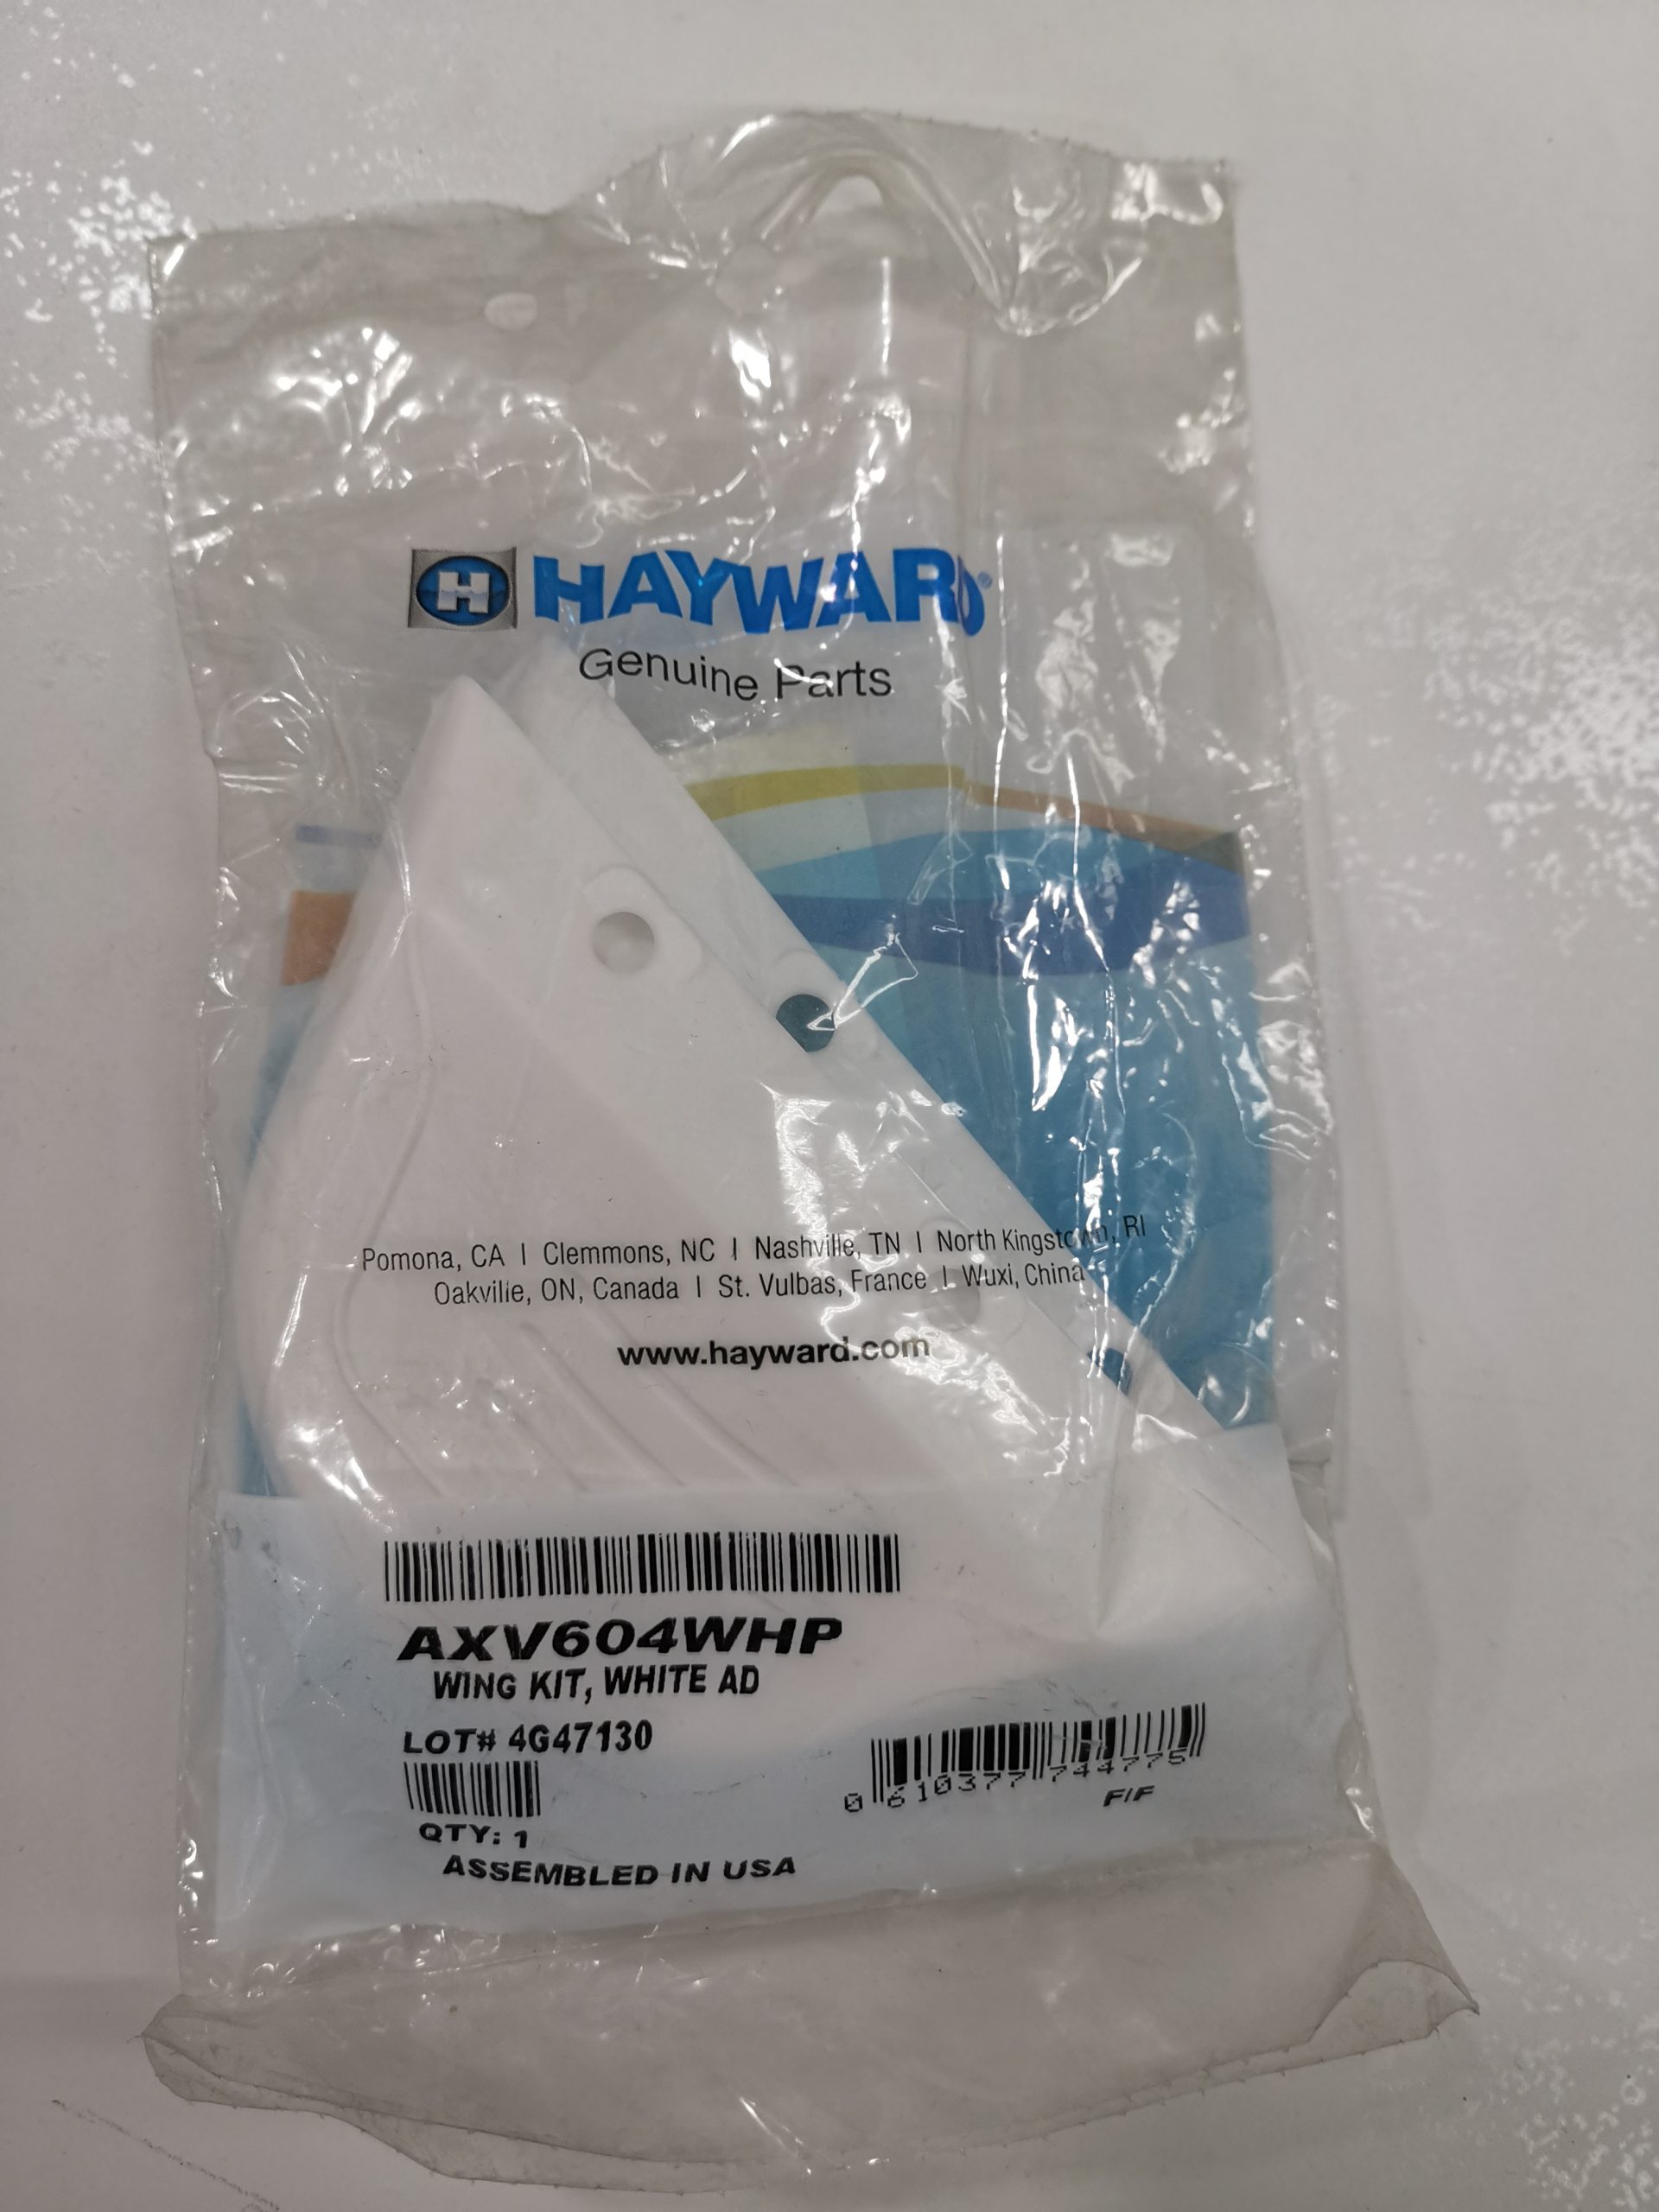 H HAYWARD®
Genuine Parts
Pomona, CA | Clemmons, NC | Nashville, TN | North Kingstown, RI
Oakville, ON, Canada | St. Vulbas, France | Wuxi, China
www.hayward.com
AXV604WHP
WING KIT, WHITE AD
LOT# 4G47130
0 610377 744775
F/F
QTY: 1
ASSEMBLED IN USA